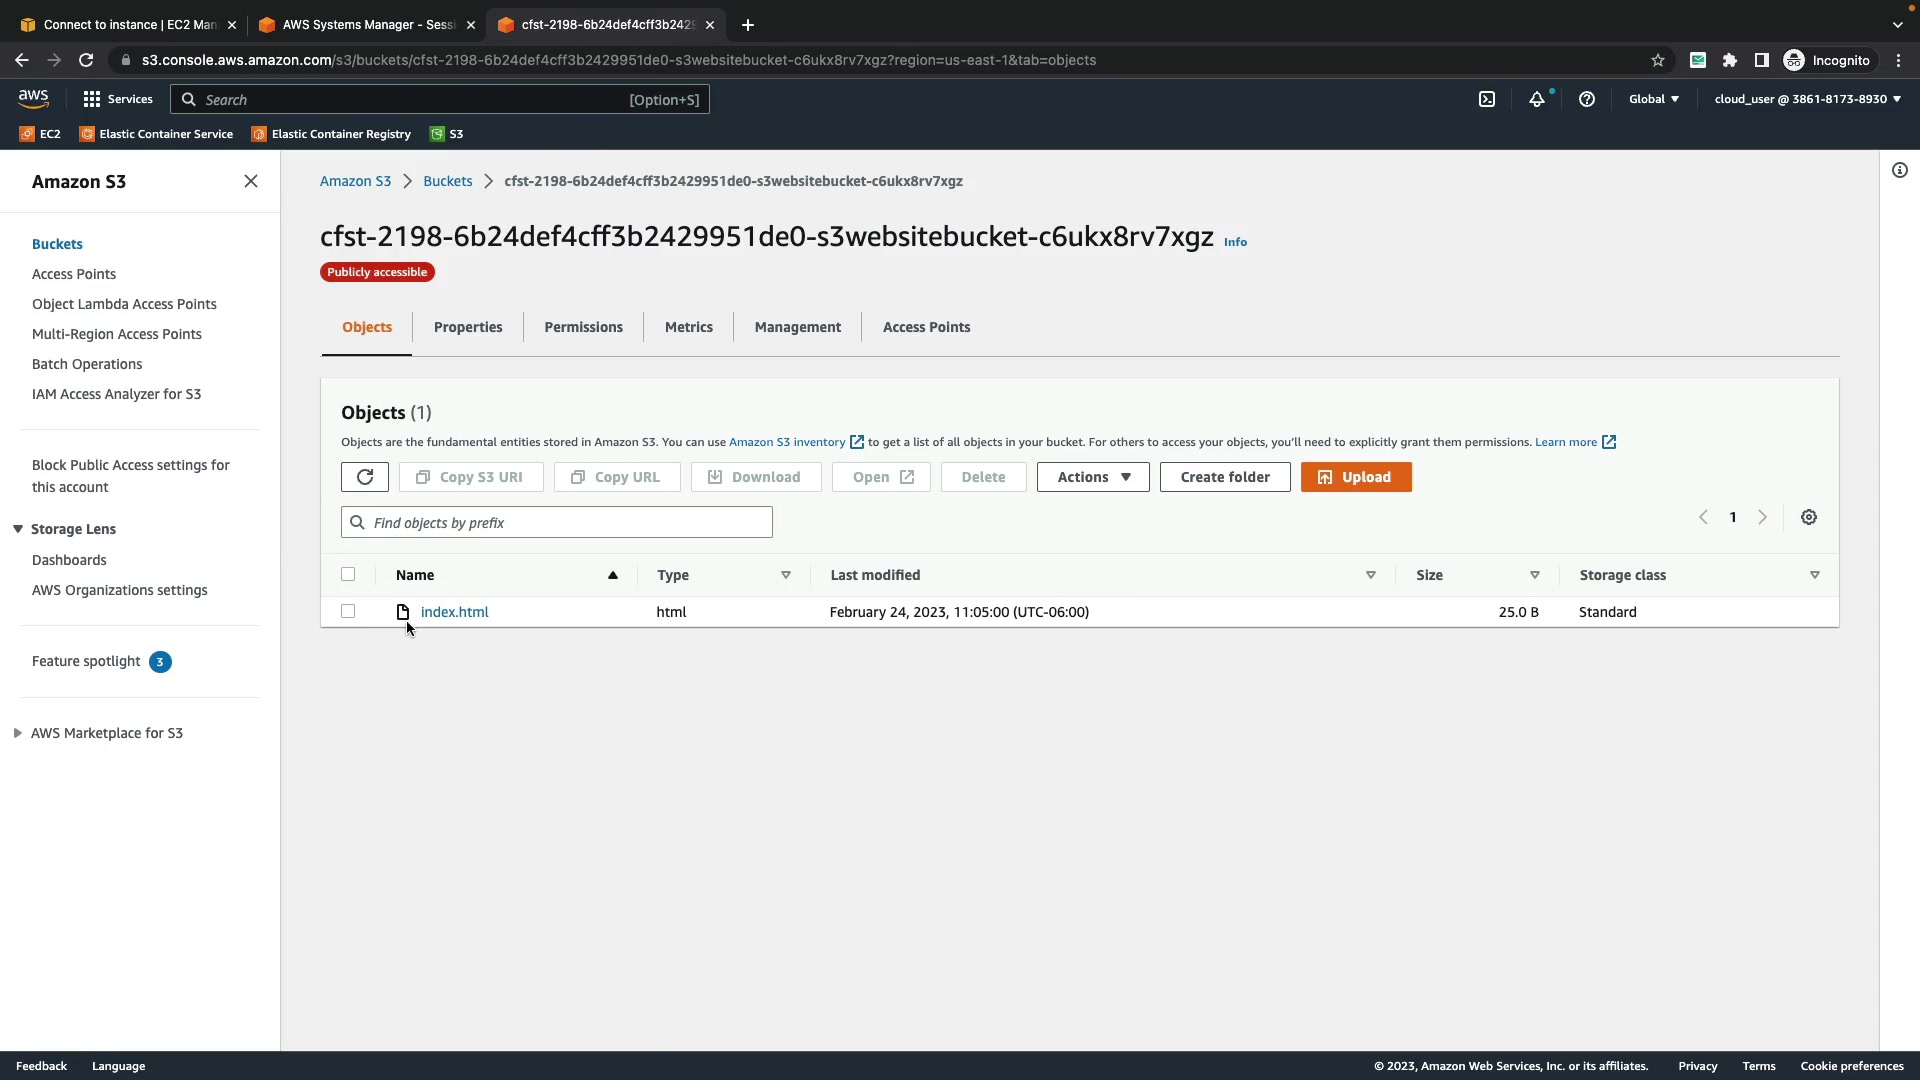 Connect to instance | EC2 Man
AWS Systems Manager - Sessi
cfst-2198-6b24def4cff3b2429
s3.console.aws.amazon.com/s3/buckets/cfst-2198-6b24def4cff3b2429951de0-s3websitebucket-c6ukx8rv7xgz?region=us-east-1&tab=objects
Incognito
aws
Services
Search
[Option+S]
Global
cloud_user @ 3861-8173-8930
EC2
Elastic Container Service
Elastic Container Registry
S3
Amazon S3
Buckets
Access Points
Object Lambda Access Points
Multi-Region Access Points
Batch Operations
IAM Access Analyzer for S3
Block Public Access settings for
this account
Storage Lens
Dashboards
AWS Organizations settings
Feature spotlight 3
AWS Marketplace for S3
Amazon S3 > Buckets > cfst-2198-6b24def4cff3b2429951de0-s3websitebucket-c6ukx8rv7xgz
cfst-2198-6b24def4cff3b2429951de0-s3websitebucket-c6ukx8rv7xgz Info
Publicly accessible
Objects
Properties
Permissions
Metrics
Management
Access Points
Objects (1)
Objects are the fundamental entities stored in Amazon S3. You can use Amazon S3 inventory to get a list of all objects in your bucket. For others to access your objects, you'll need to explicitly grant them permissions. Learn more
Copy S3 URI
Copy URL
Download
Open
Delete
Actions
Create folder
Upload
Find objects by prefix
1
Name
Type
Last modified
Size
Storage class
index.html
html
February 24, 2023, 11:05:00 (UTC-06:00)
25.0 B
Standard
Feedback
Language
© 2023, Amazon Web Services, Inc. or its affiliates.
Privacy
Terms
Cookie preferences